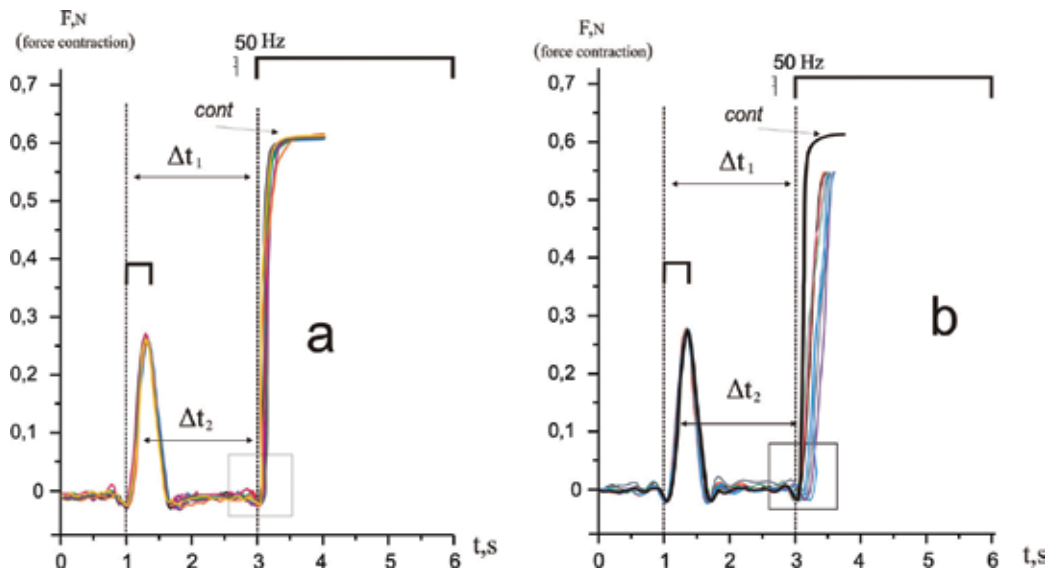 F,N
(force contraction)
50 Hz
0,7
0,6
0,5
0,4
0,3
0,2
0,1
0
cont
Δt₁
Δt₂
a
0 1 2 3 4 5 6
t,s
F,N
(force contraction)
50 Hz
0,7
0,6
0,5
0,4
0,3
0,2
0,1
0
cont
Δt₁
Δt₂
b
0 1 2 3 4 5 6
t,s